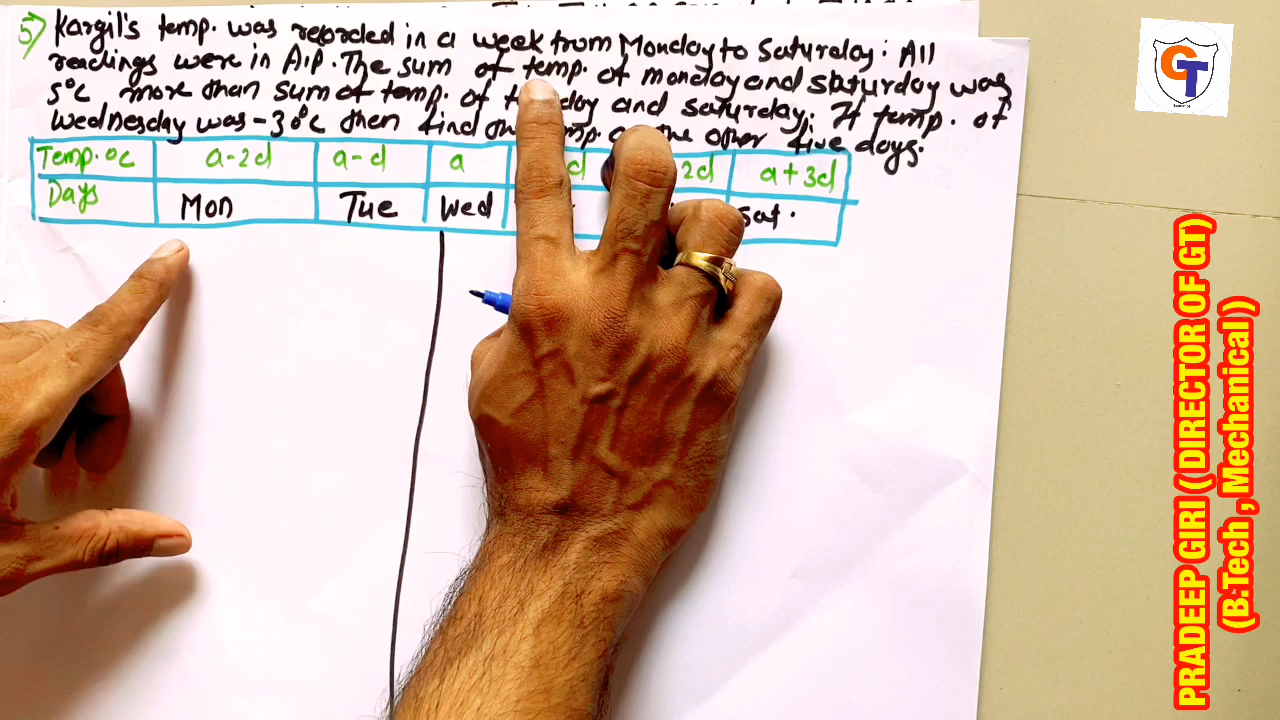 5) Kargil's temp. was recorded in a week from Monday to Saturday: All
readings were in A.P. The sum of temp. of monday and saturday was
5°C more than sum of temp. of and saturday. If temp. of
Wednesday was -30°C then find the other five days.
Temp. °C a-2d a-d a d 2d a+3d
Days Mon Tue Wed Sat.
GT
PRADEEP GIRI ( DIRECTOR OF GT)
(B.Tech , Mechanical )